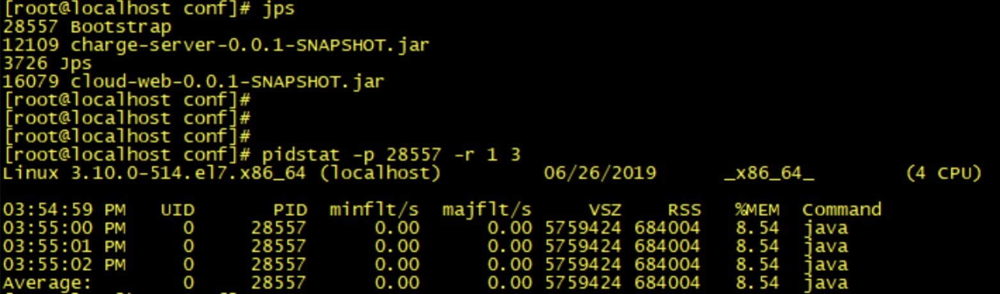 [root@localhost conf]# jps
28557 Bootstrap
12109 charge-server-0.0.1-SNAPSHOT.jar
3726 Jps
16079 cloud-web-0.0.1-SNAPSHOT.jar
[root@localhost conf]#
[root@localhost conf]#
[root@localhost conf]#
[root@localhost conf]# pidstat -p 28557 -r 1 3
Linux 3.10.0-514.el7.x86_64 (localhost) 06/26/2019 _x86_64_ (4 CPU)
03:54:59 PM UID PID minflt/s majflt/s VSZ RSS %MEM Command
03:55:00 PM 0 28557 0.00 0.00 5759424 684004 8.54 java
03:55:01 PM 0 28557 0.00 0.00 5759424 684004 8.54 java
03:55:02 PM 0 28557 0.00 0.00 5759424 684004 8.54 java
Average: 0 28557 0.00 0.00 5759424 684004 8.54 java